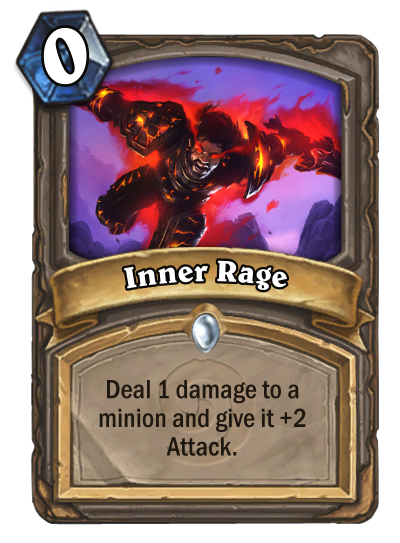 0
Inner Rage
Deal 1 damage to a
minion and give it +2
Attack.